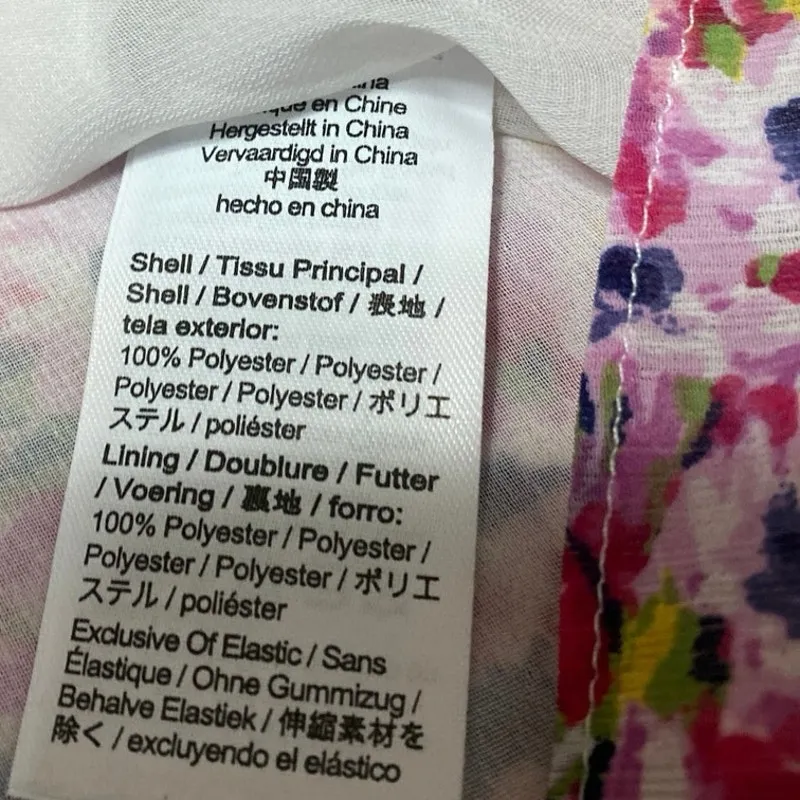 en Chine
Hergestellt in China
Vervaardigd in China
中国製
hecho en china
Shell / Tissu Principal /
Shell / Bovenstof / 表地 /
tela exterior:
100% Polyester / Polyester /
Polyester / Polyester / ポリエ
ステル / poliéster
Lining / Doublure / Futter
/ Voering / 裏地 / forro:
100% Polyester / Polyester /
Polyester / Polyester / ポリエ
ステル / poliéster
Exclusive Of Elastic / Sans
Élastique / Ohne Gummizug /
Behalve Elastiek / 伸縮素材を
除く / excluyendo el elástico